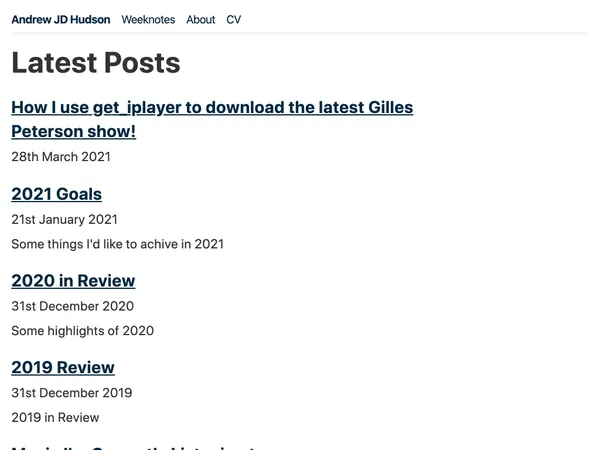 Andrew JD Hudson Weeknotes About CV
Latest Posts
How I use get_iplayer to download the latest Gilles
Peterson show!
28th March 2021
2021 Goals
21st January 2021
Some things I'd like to achive in 2021
2020 in Review
31st December 2020
Some highlights of 2020
2019 Review
31st December 2019
2019 in Review